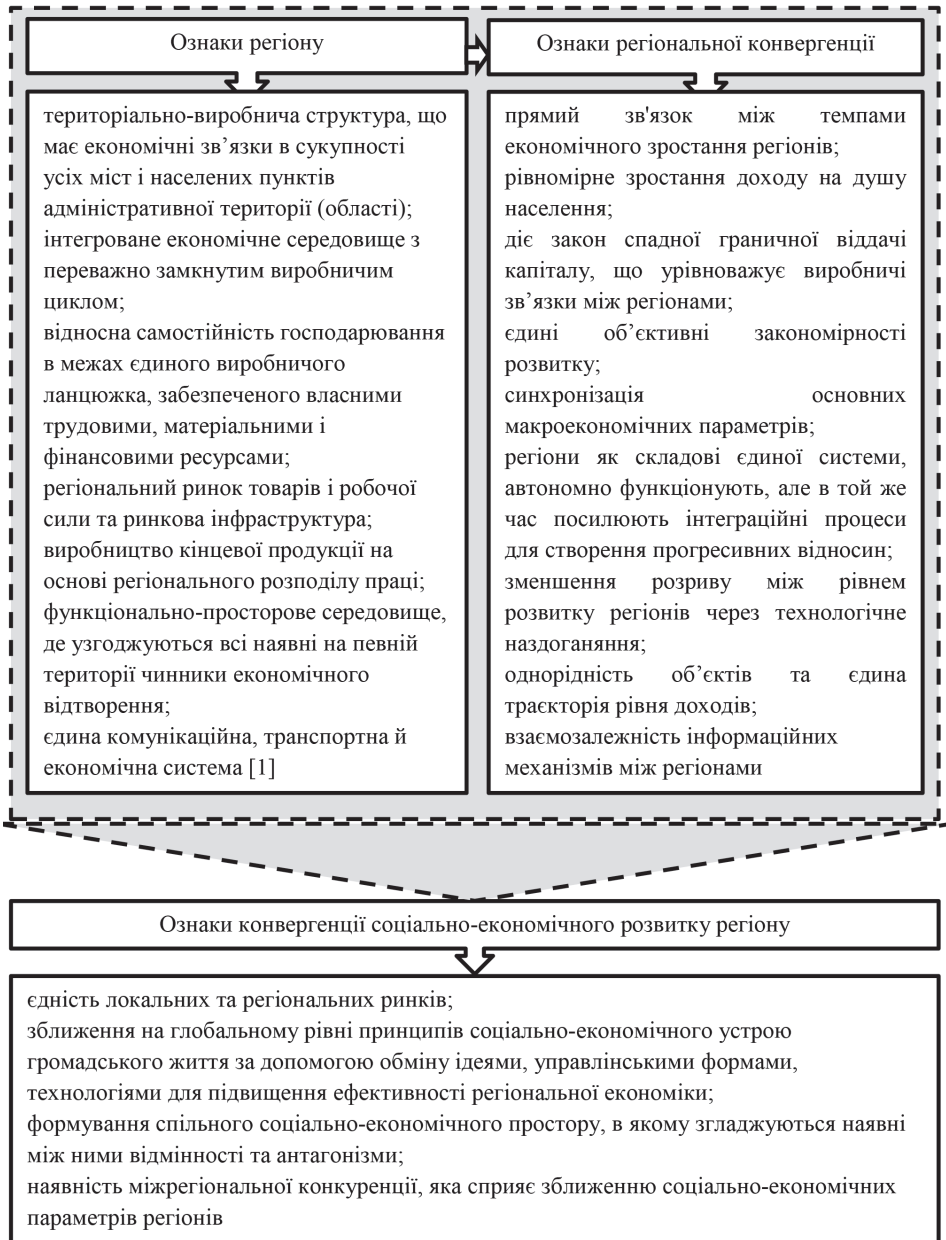 Ознаки регіону
Ознаки регіональної конвергенції
територіально-виробнича структура, що
має економічні зв’язки в сукупності
усіх міст і населених пунктів
адміністративної території (області);
інтегроване економічне середовище з
переважно замкнутим виробничим
циклом;
відносна самостійність господарювання
в межах єдиного виробничого
ланцюжка, забезпеченого власними
трудовими, матеріальними і
фінансовими ресурсами;
регіональний ринок товарів і робочої
сили та ринкова інфраструктура;
виробництво кінцевої продукції на
основі регіонального розподілу праці;
функціонально-просторове середовище,
де узгоджуються всі наявні на певній
території чинники економічного
відтворення;
єдина комунікаційна, транспортна й
економічна система [1]
прямий зв'язок між темпами
економічного зростання регіонів;
рівномірне зростання доходу на душу
населення;
діє закон спадної граничної віддачі
капіталу, що урівноважує виробничі
зв’язки між регіонами;
єдині об’єктивні закономірності
розвитку;
синхронізація основних
макроекономічних параметрів;
регіони як складові єдиної системи,
автономно функціонують, але в той же
час посилюють інтеграційні процеси
для створення прогресивних відносин;
зменшення розриву між рівнем
розвитку регіонів через технологічне
наздоганяння;
однорідність об’єктів та єдина
траєкторія рівня доходів;
взаємозалежність інформаційних
механізмів між регіонами
Ознаки конвергенції соціально-економічного розвитку регіону
єдність локальних та регіональних ринків;
зближення на глобальному рівні принципів соціально-економічного устрою
громадського життя за допомогою обміну ідеями, управлінськими формами,
технологіями для підвищення ефективності регіональної економіки;
формування спільного соціально-економічного простору, в якому згладжуються наявні
між ними відмінності та антагонізми;
наявність міжрегіональної конкуренції, яка сприяє зближенню соціально-економічних
параметрів регіонів